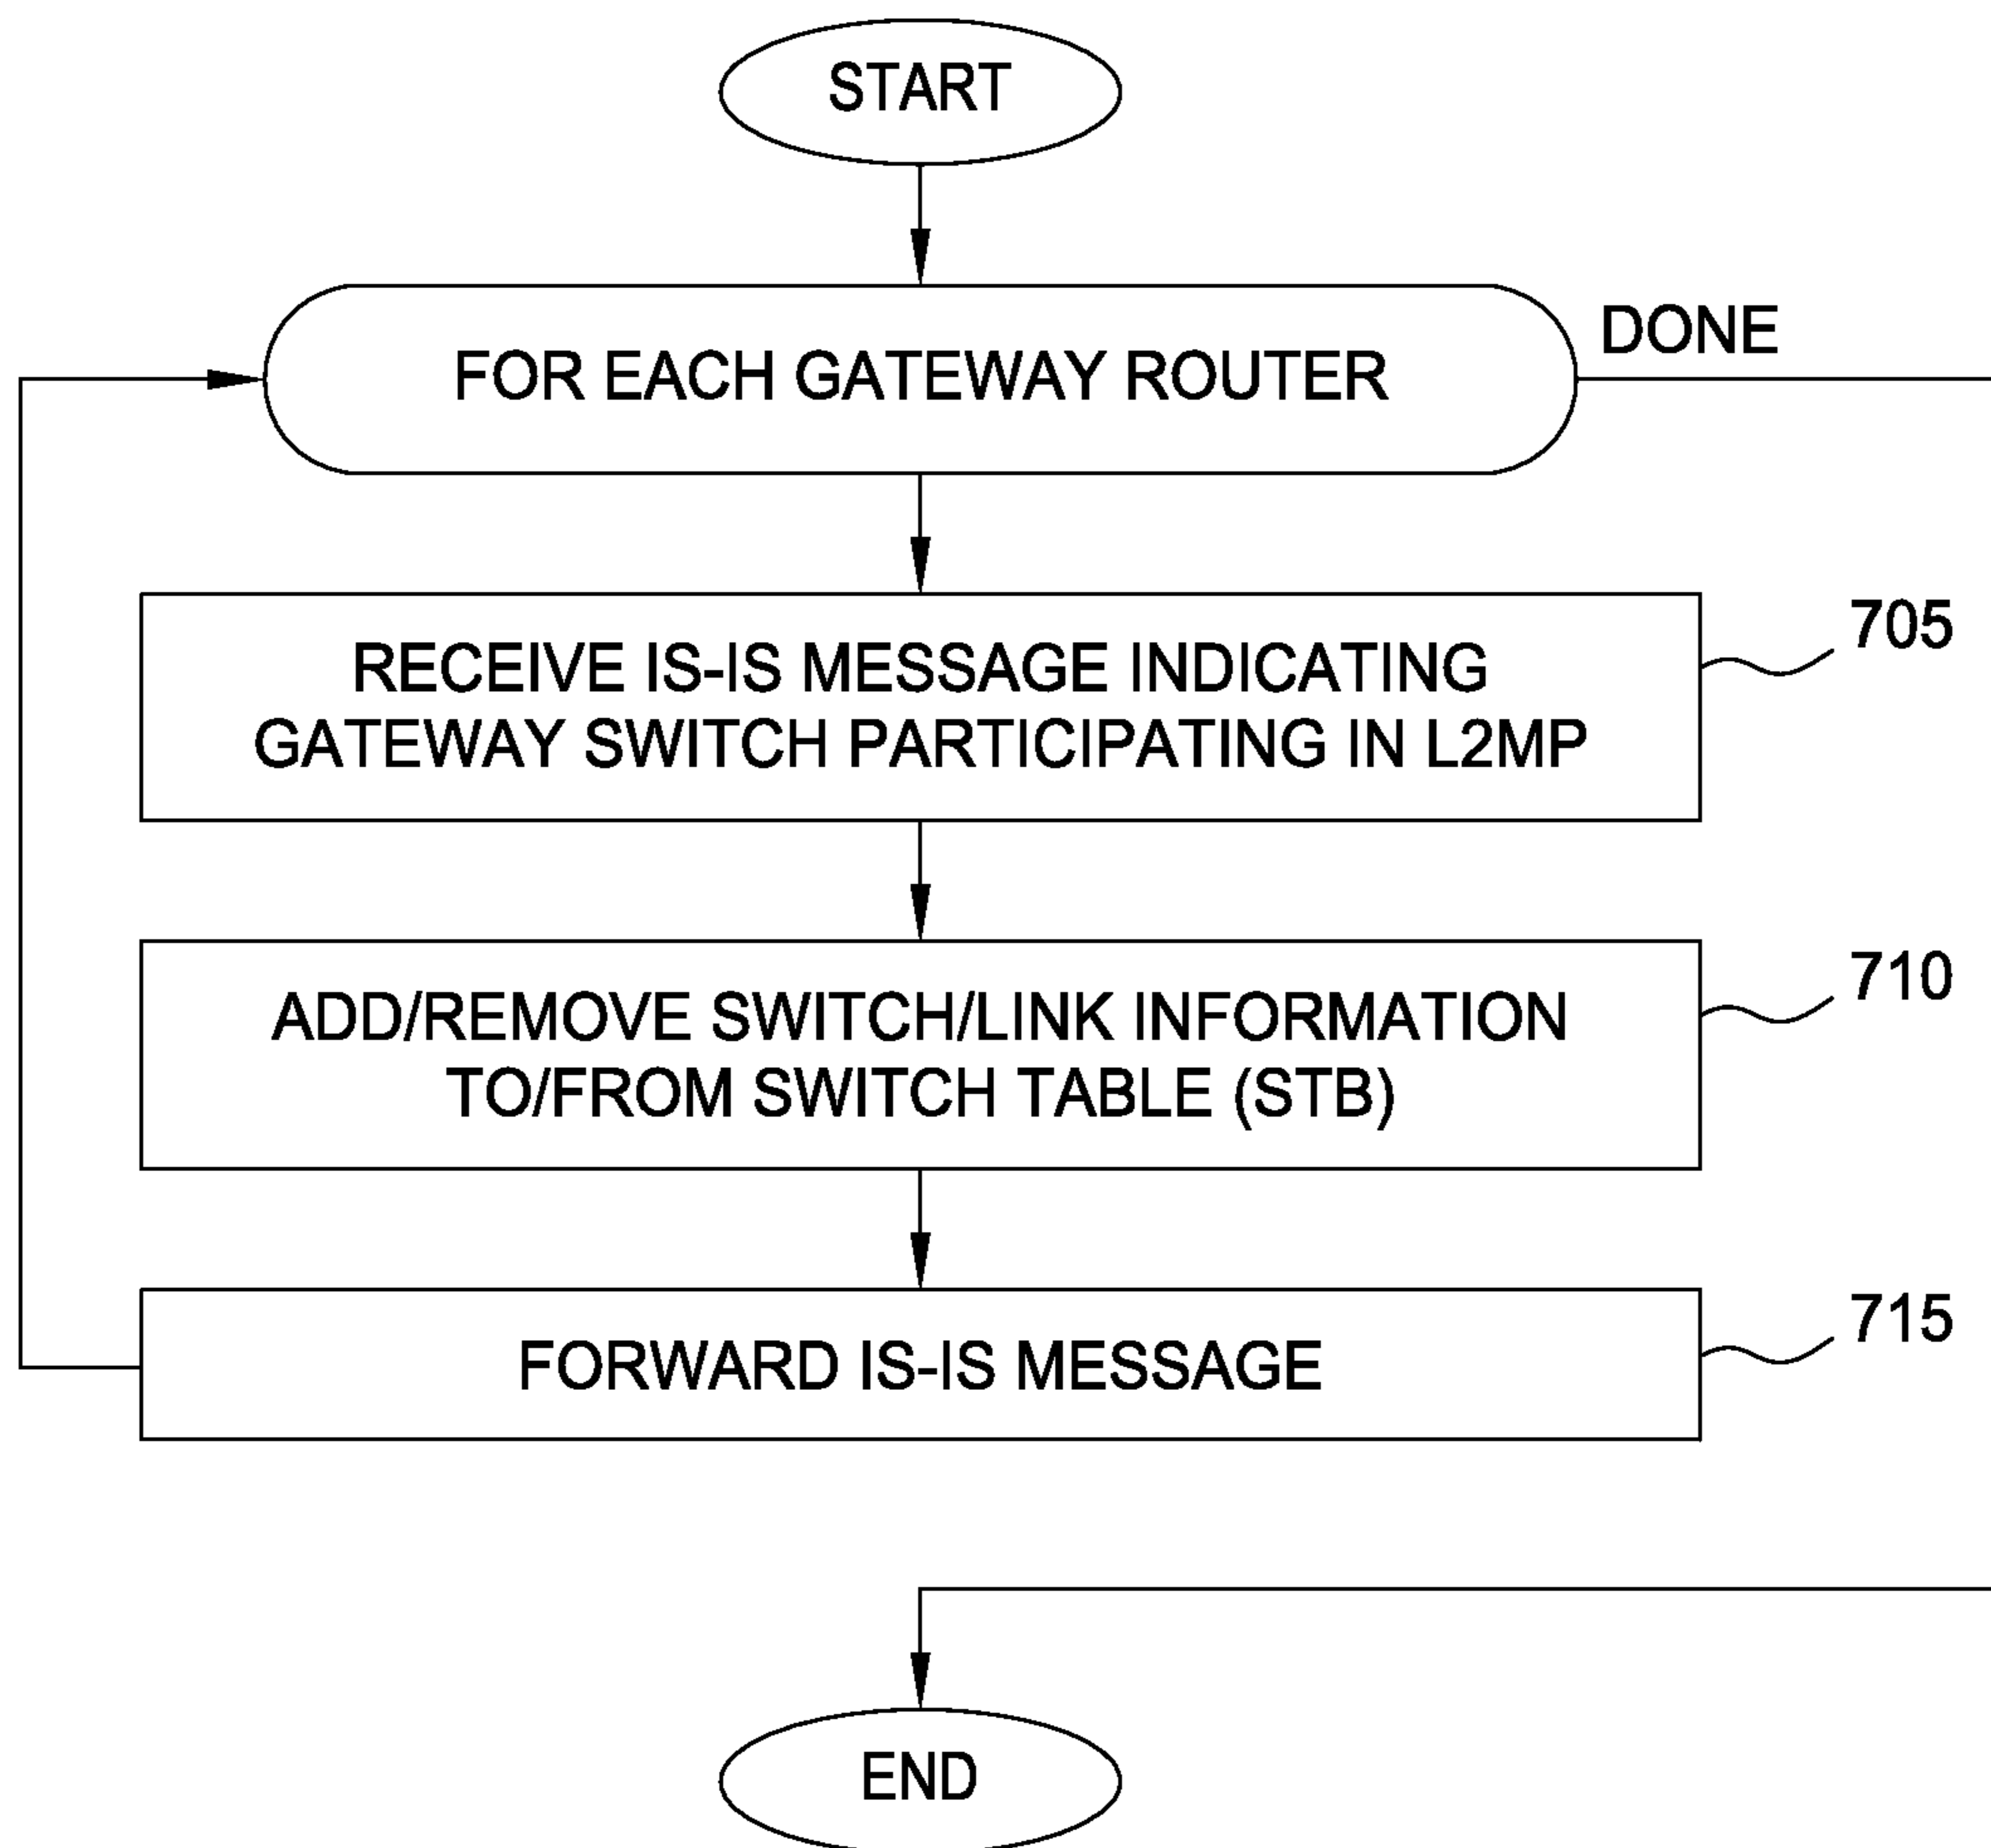 START
FOR EACH GATEWAY ROUTER
DONE
RECEIVE IS-IS MESSAGE INDICATING
GATEWAY SWITCH PARTICIPATING IN L2MP
705
ADD/REMOVE SWITCH/LINK INFORMATION
TO/FROM SWITCH TABLE (STB)
710
FORWARD IS-IS MESSAGE
715
END